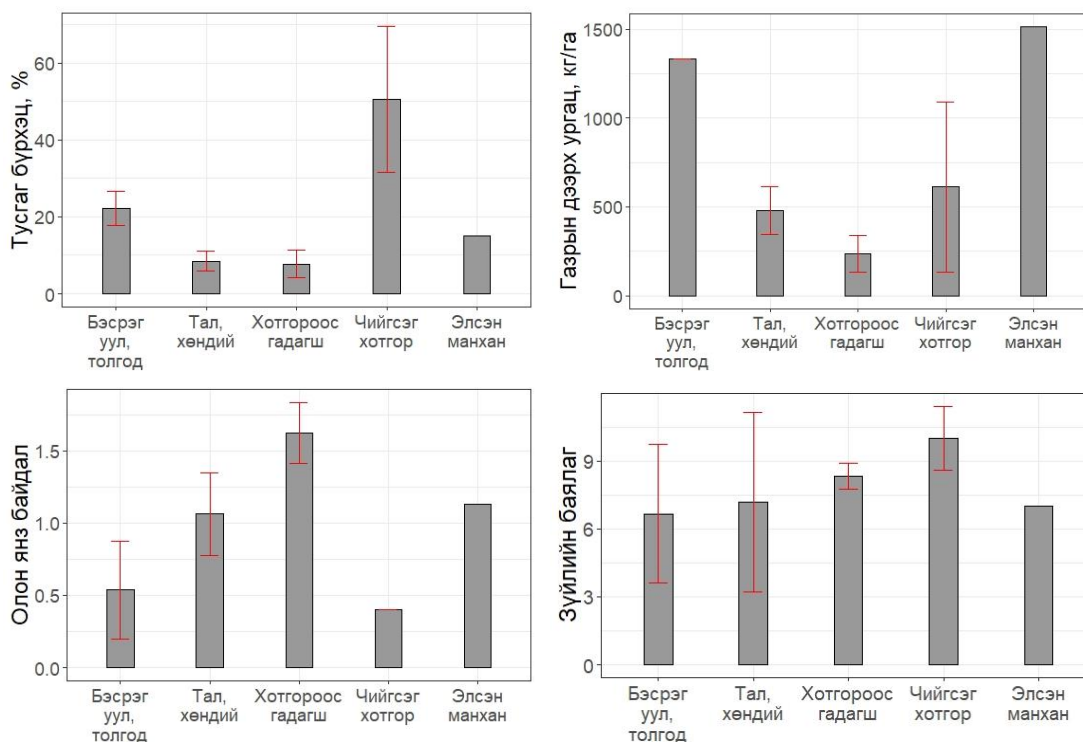 Тусгаг бүрхэц, %
60
40
20
0
Бэсрэг
уул,
толгод
Тал,
хөндий
Хотгороос
гадагш
Чийгсэг
хотгор
Элсэн
манхан
Газрын дээрх ургац, кг/га
1500
1000
500
0
Бэсрэг
уул,
толгод
Тал,
хөндий
Хотгороос
гадагш
Чийгсэг
хотгор
Элсэн
манхан
Олон янз байдал
1.5
1.0
0.5
0.0
Бэсрэг
уул,
толгод
Тал,
хөндий
Хотгороос
гадагш
Чийгсэг
хотгор
Элсэн
манхан
Зүйлийн баялаг
9
6
3
0
Бэсрэг
уул,
толгод
Тал,
хөндий
Хотгороос
гадагш
Чийгсэг
хотгор
Элсэн
манхан